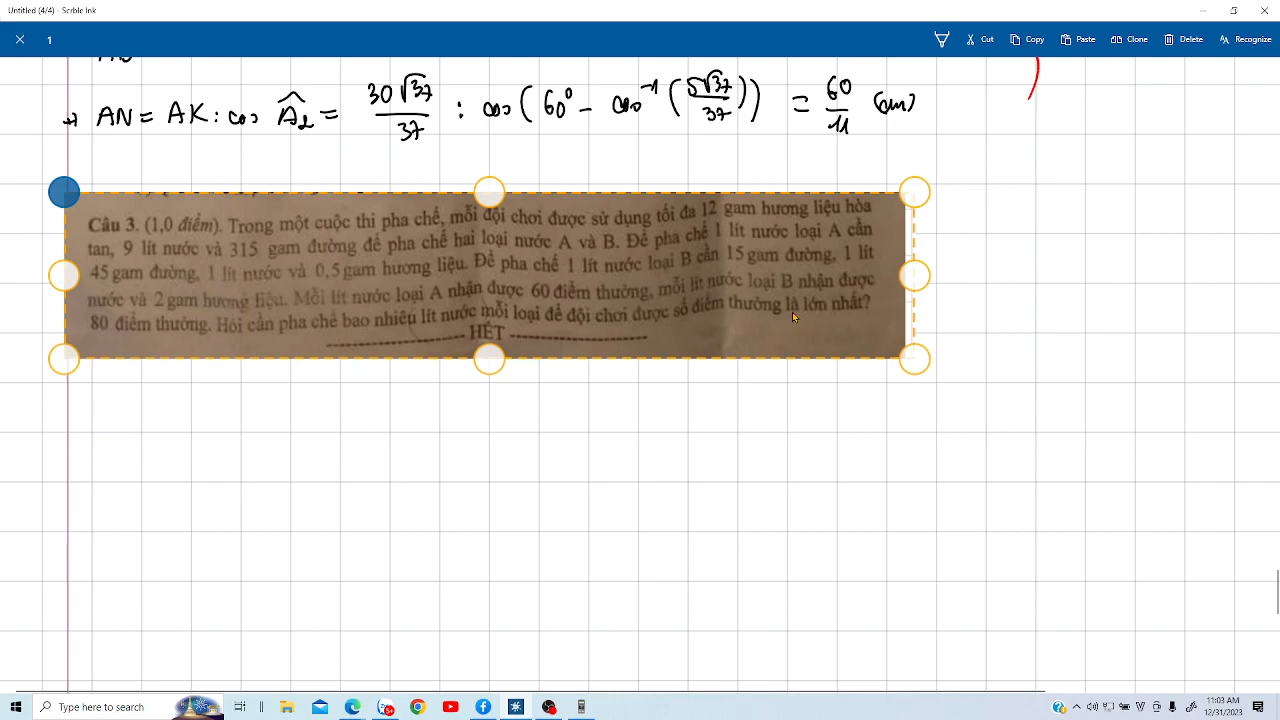 Untitled (4/4) - Scrble Ink
1
Cut
Copy
Paste
Clone
Delete
Recognize
→ AN = AK : cos Â₂ = 30√37/37 : cos(60° - cos⁻¹(5√37/37)) = 60/11 (cm)
Câu 3. (1,0 điểm). Trong một cuộc thi pha chế, mỗi đội chơi được sử dụng tối đa 12 gam hương liệu hòa
tan, 9 lít nước và 315 gam đường để pha chế hai loại nước A và B. Để pha chế 1 lít nước loại A cần
45 gam đường, 1 lít nước và 0,5 gam hương liệu. Để pha chế 1 lít nước loại B cần 15 gam đường, 1 lít
nước và 2 gam hương liệu. Mỗi lít nước loại A nhận được 60 điểm thưởng, mỗi lít nước loại B nhận được
80 điểm thưởng. Hỏi cần pha chế bao nhiêu lít nước mỗi loại để đội chơi được số điểm thưởng là lớn nhất?
HẾT
Type here to search
11:03 AM
12/31/2023